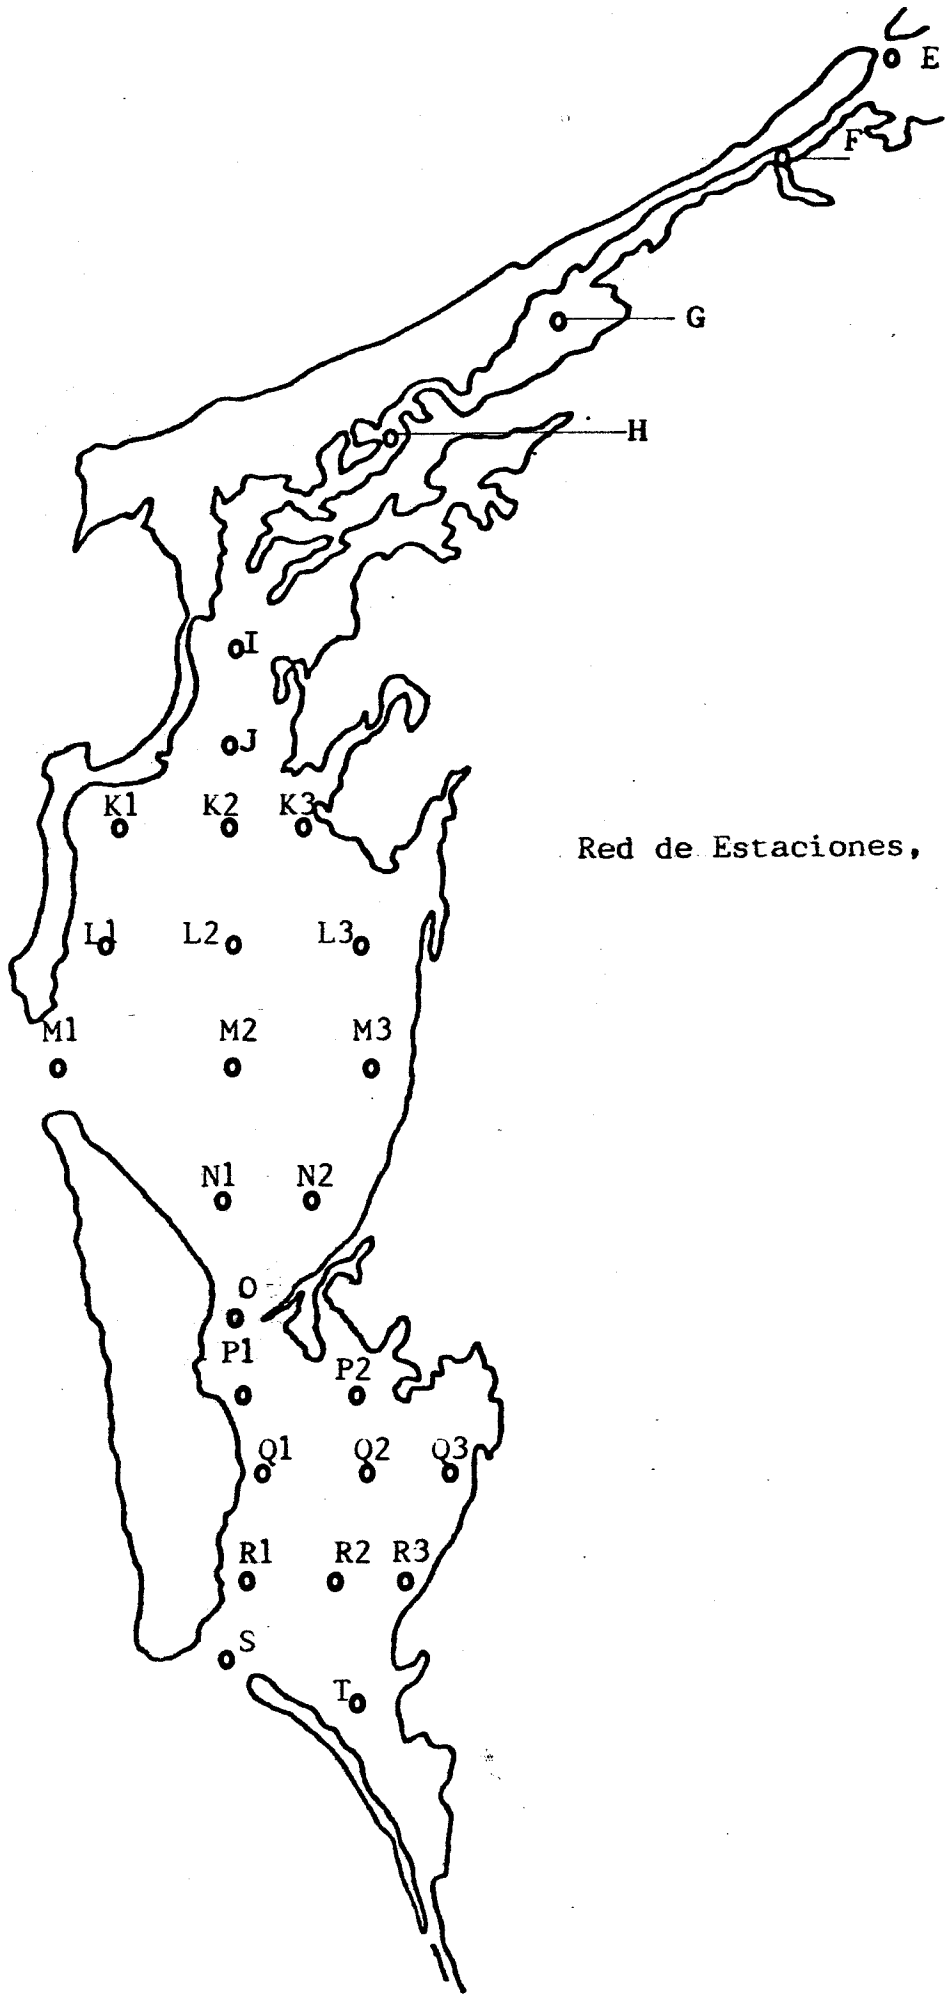 E
F
G
H
I
J
K1 K2 K3
Red de Estaciones,
L1 L2 L3
M1 M2 M3
N1 N2
O
P1
P2
Q1 Q2 Q3
R1 R2 R3
S
T